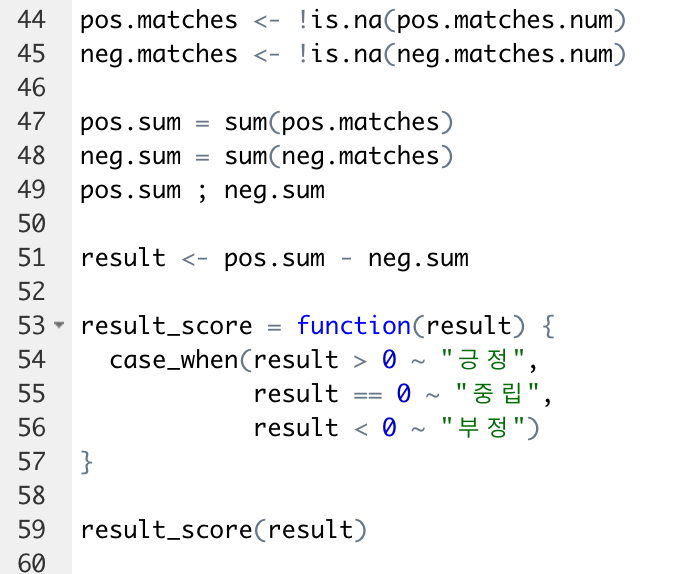 44 pos.matches <- !is.na(pos.matches.num)
45 neg.matches <- !is.na(neg.matches.num)
46
47 pos.sum = sum(pos.matches)
48 neg.sum = sum(neg.matches)
49 pos.sum ; neg.sum
50
51 result <- pos.sum - neg.sum
52
53 result_score = function(result) {
54   case_when(result > 0 ~ "긍정",
55             result == 0 ~ "중립",
56             result < 0 ~ "부정")
57 }
58
59 result_score(result)
60